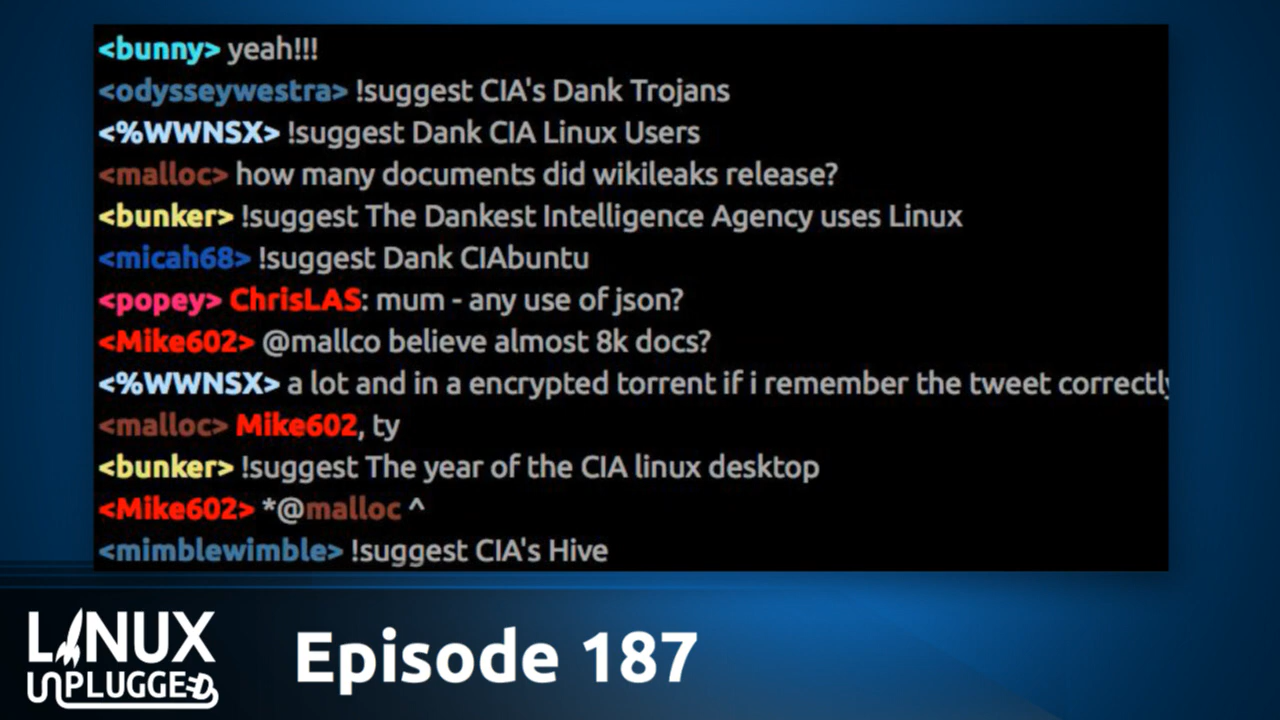 <bunny> yeah!!!
<odysseywestra> !suggest CIA's Dank Trojans
<%WWNSX> !suggest Dank CIA Linux Users
<malloc> how many documents did wikileaks release?
<bunker> !suggest The Dankest Intelligence Agency uses Linux
<micah68> !suggest Dank CIAbuntu
<popey> ChrisLAS: mum - any use of json?
<Mike602> @mallco believe almost 8k docs?
<%WWNSX> a lot and in a encrypted torrent if i remember the tweet correctly
<malloc> Mike602, ty
<bunker> !suggest The year of the CIA linux desktop
<Mike602> *@malloc ^
<mimblewimble> !suggest CIA's Hive
LINUX
UNPLUGGED
Episode 187